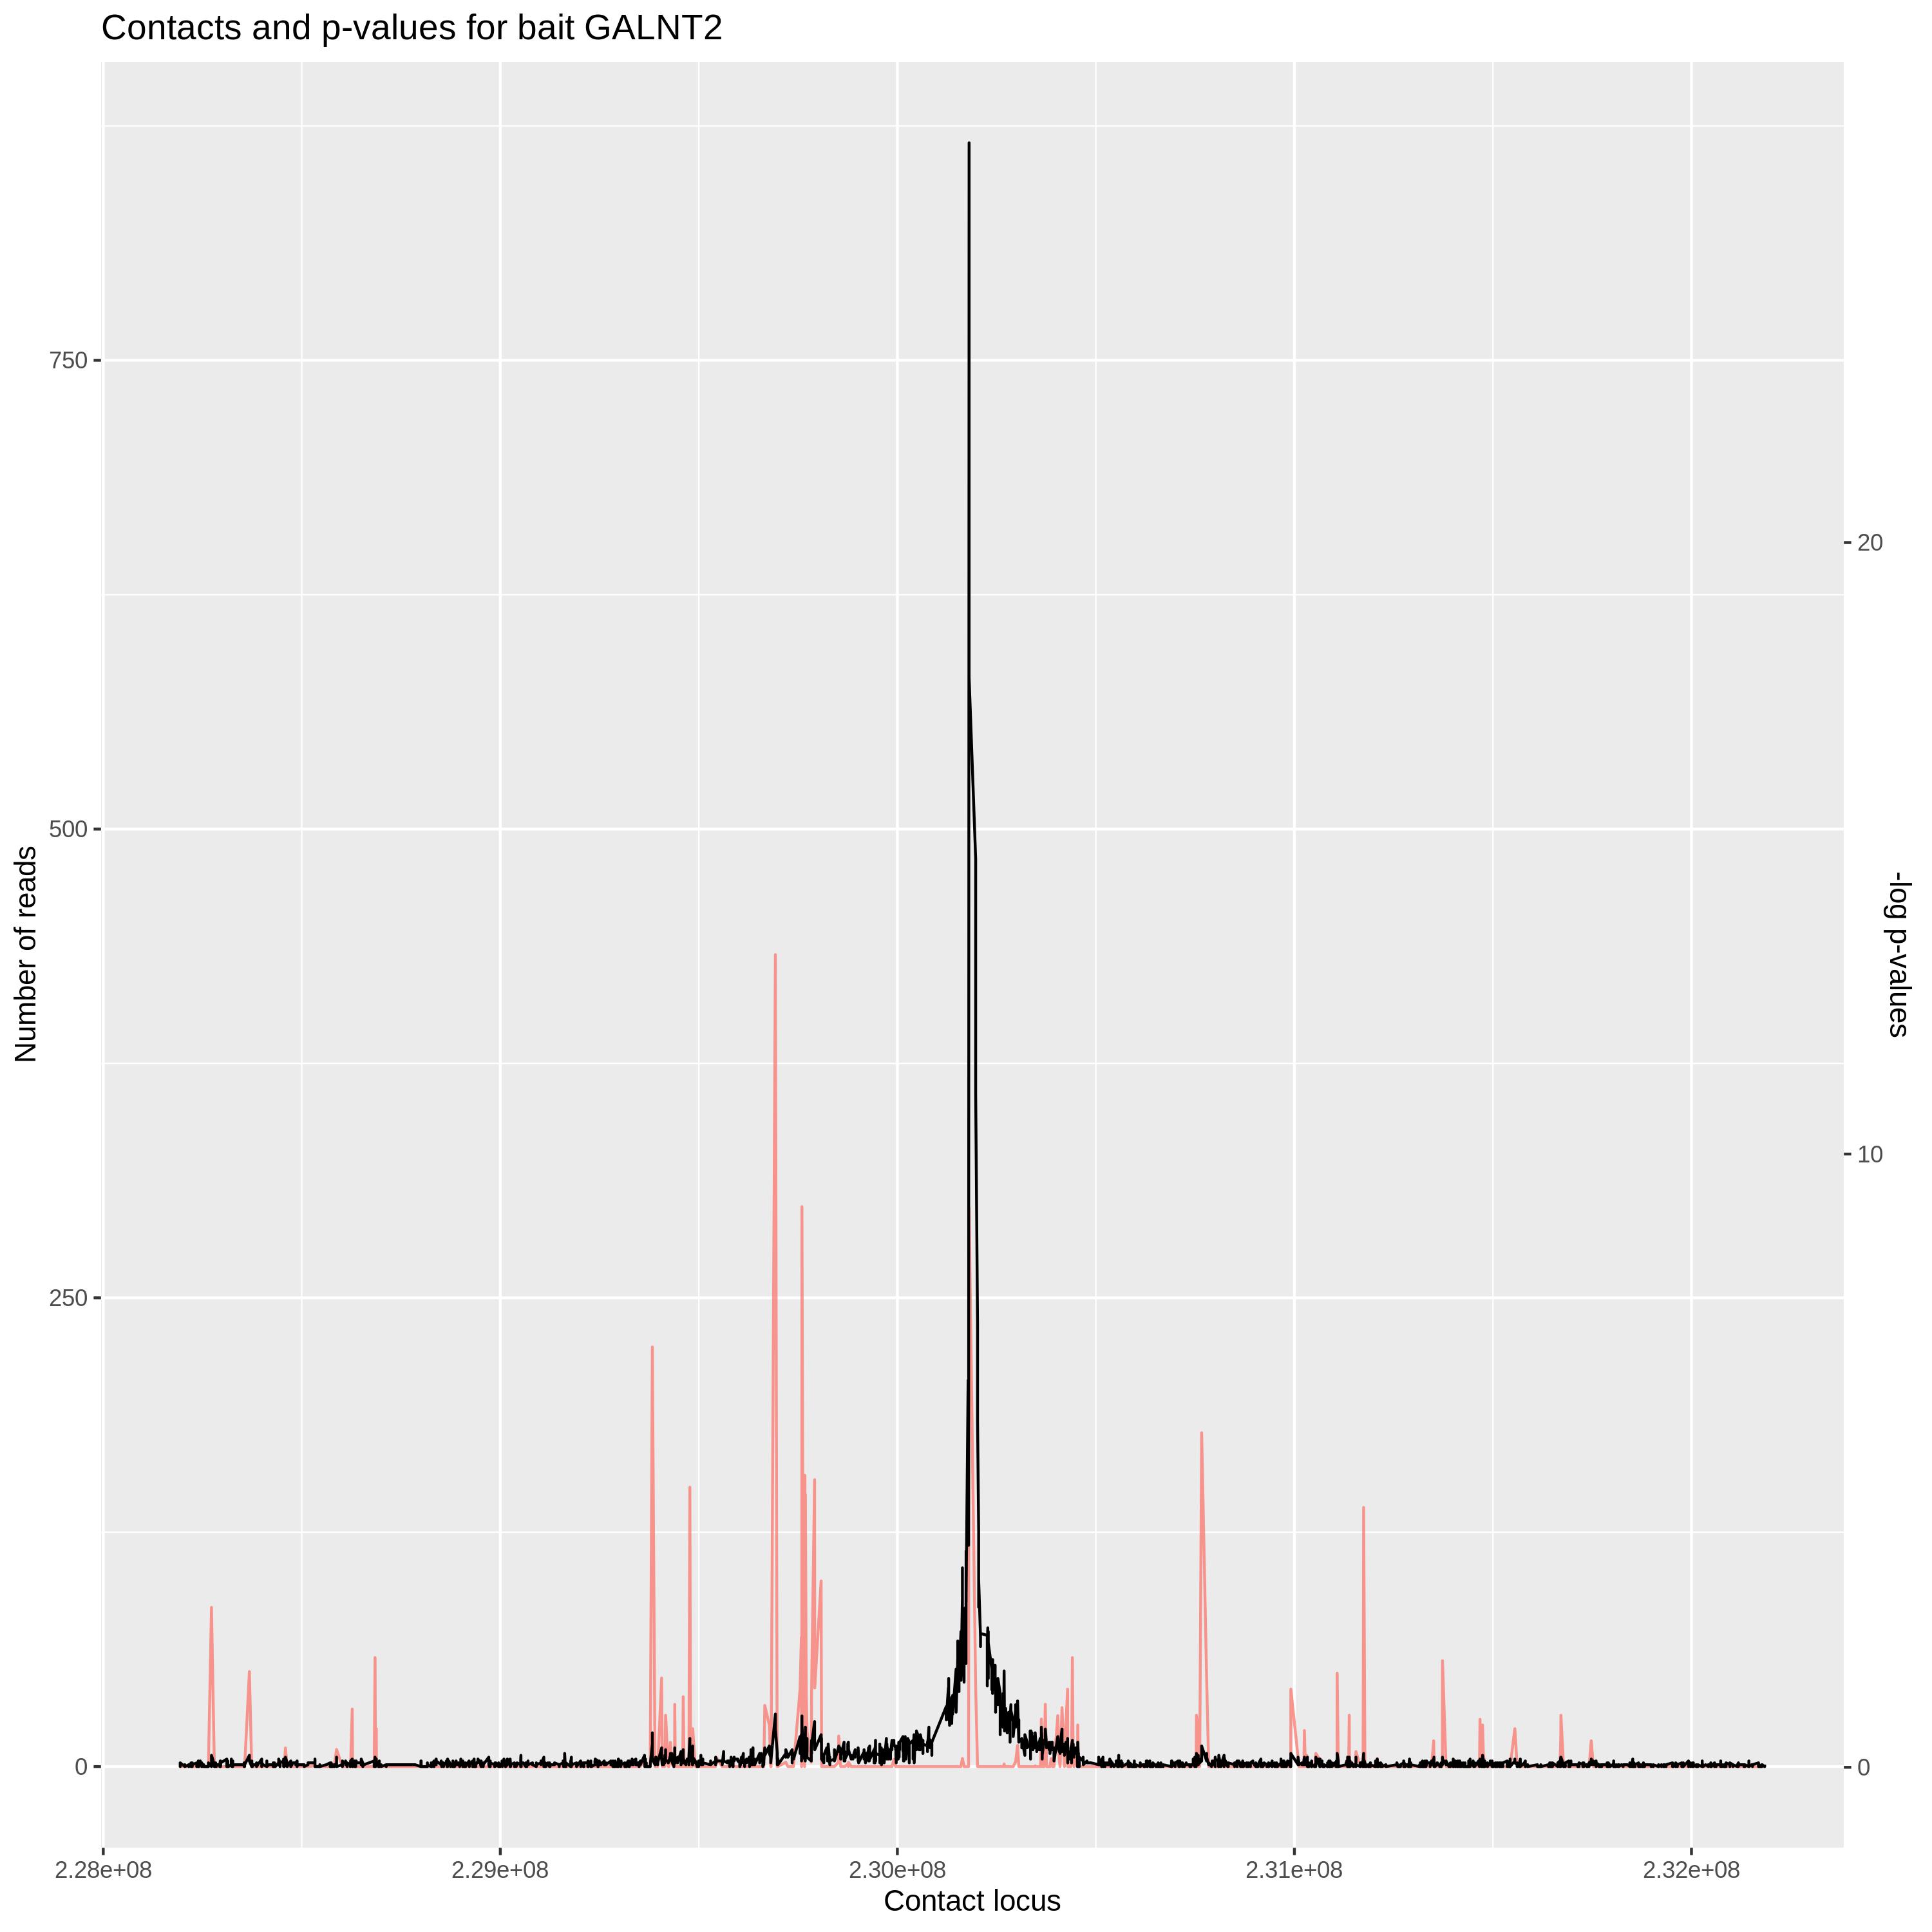 Contacts and p-values for bait GALNT2
Number of reads
750
500
250
0
20
10
0
-log p-values
2.28e+08
2.29e+08
2.30e+08
2.31e+08
2.32e+08
Contact locus